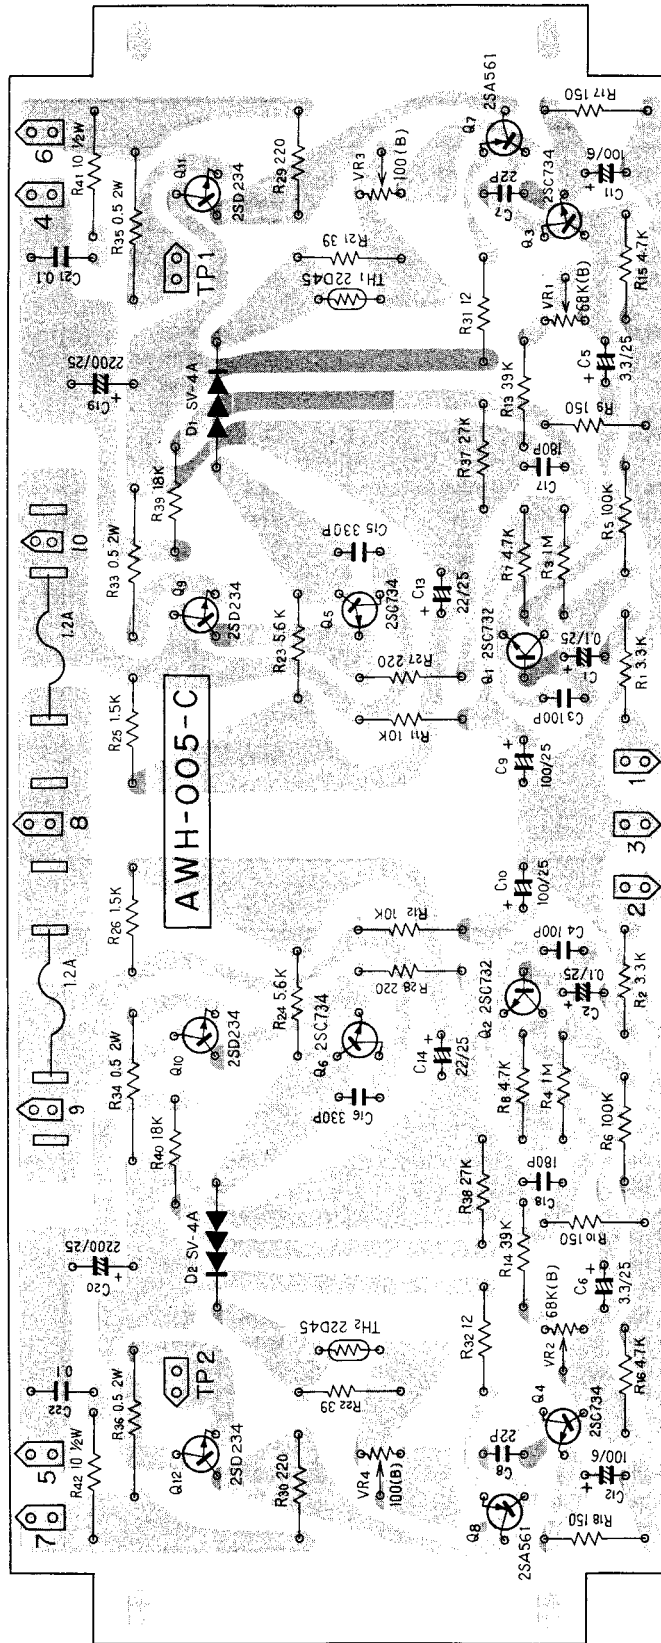 6
4
R41 10 ½W
R35 0.5 2W
C21 0.1
C19 2200/25
TP1
Q11
2SD234
R29 220
VR3
100(B)
R21 39
TH1 22D45
D1 SV-4A
R39 18K
Q7
2SA561
R17 150
C7 22P
Q3
2SC734
C11 100/6
R31 12
VR1
68K(B)
R15 4.7K
C5 3.3/25
R13 39K
R9 150
R37 27K
C17 180P
10
1.2A
R33 0.5 2W
Q9
2SD234
C15 330P
Q5
2SC734
C13 22/25
R7 4.7K
R3 1M
R5 100K
R23 5.6K
R27 220
R11 10K
Q1 2SC732
C1 0.1/25
R1 3.3K
C3 100P
R25 1.5K
AWH-005-C
C9 100/25
8
1
3
2
R26 1.5K
C10 100/25
R12 10K
R28 220
C4 100P
1.2A
R34 0.5 2W
Q10
2SD234
R24 5.6K
Q6 2SC734
C14 22/25
Q2 2SC732
C2 0.1/25
R2 3.3K
9
R40 18K
C16 330P
R8 4.7K
R4 1M
R6 100K
R38 27K
C18 180P
D2 SV-4A
C20 2200/25
R14 39K
R10 150
C6 3.3/25
TH2 22D45
R32 12
68K(B)
VR2
R16 4.7K
C22 0.1
R36 0.5 2W
TP2
R22 39
5
7
R42 10 ½W
Q12
2SD234
R30 220
VR4
100(B)
C8 22P
Q4
2SC734
C12 100/6
Q8
2SA561
R18 150